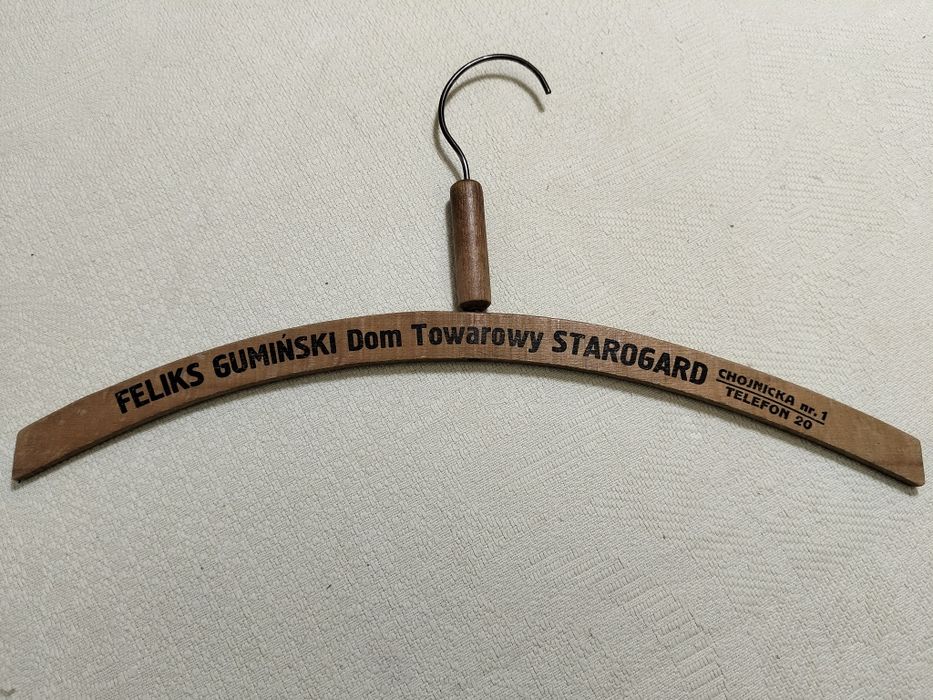 FELIKS GUMIŃSKI Dom Towarowy STAROGARD
CHOJNICKA nr. 1
TELEFON 20